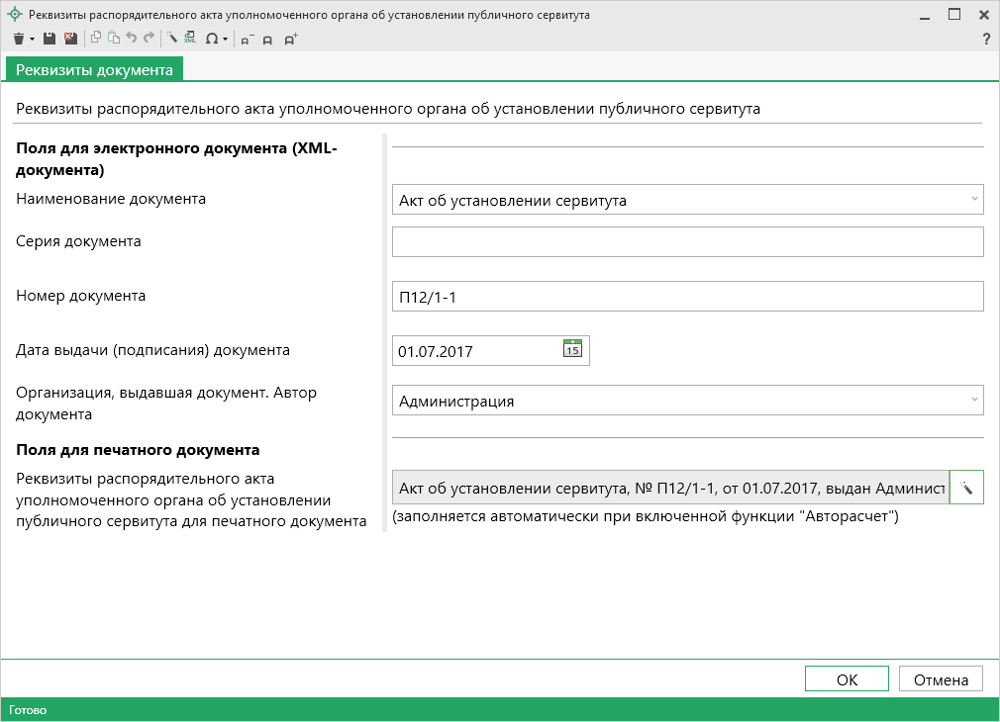 Реквизиты распорядительного акта уполномоченного органа об установлении публичного сервитута
Реквизиты документа
Реквизиты распорядительного акта уполномоченного органа об установлении публичного сервитута
Поля для электронного документа (XML-
документа)
Наименование документа
Акт об установлении сервитута
Серия документа
Номер документа
П12/1-1
Дата выдачи (подписания) документа
01.07.2017
15
Организация, выдавшая документ. Автор
документа
Администрация
Поля для печатного документа
Реквизиты распорядительного акта
уполномоченного органа об установлении
публичного сервитута для печатного документа
Акт об установлении сервитута, № П12/1-1, от 01.07.2017, выдан Админист
(заполняется автоматически при включенной функции "Авторасчет")
ОК
Отмена
Готово